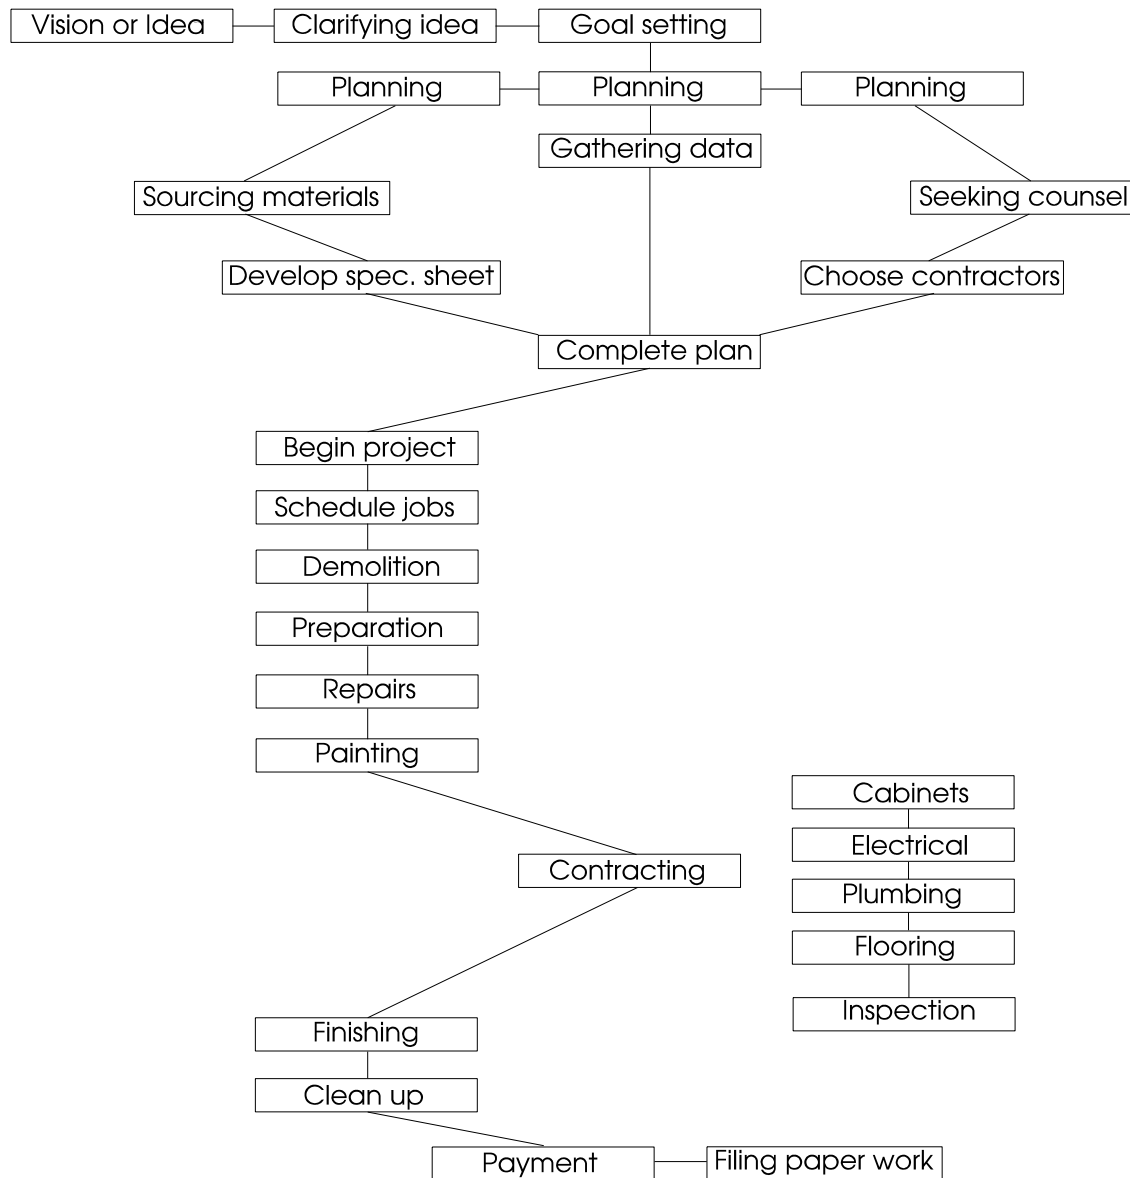 Vision or Idea
Clarifying idea
Goal setting
Planning
Planning
Planning
Gathering data
Sourcing materials
Seeking counsel
Develop spec. sheet
Choose contractors
Complete plan
Begin project
Schedule jobs
Demolition
Preparation
Repairs
Painting
Contracting
Cabinets
Electrical
Plumbing
Flooring
Inspection
Finishing
Clean up
Payment
Filing paper work